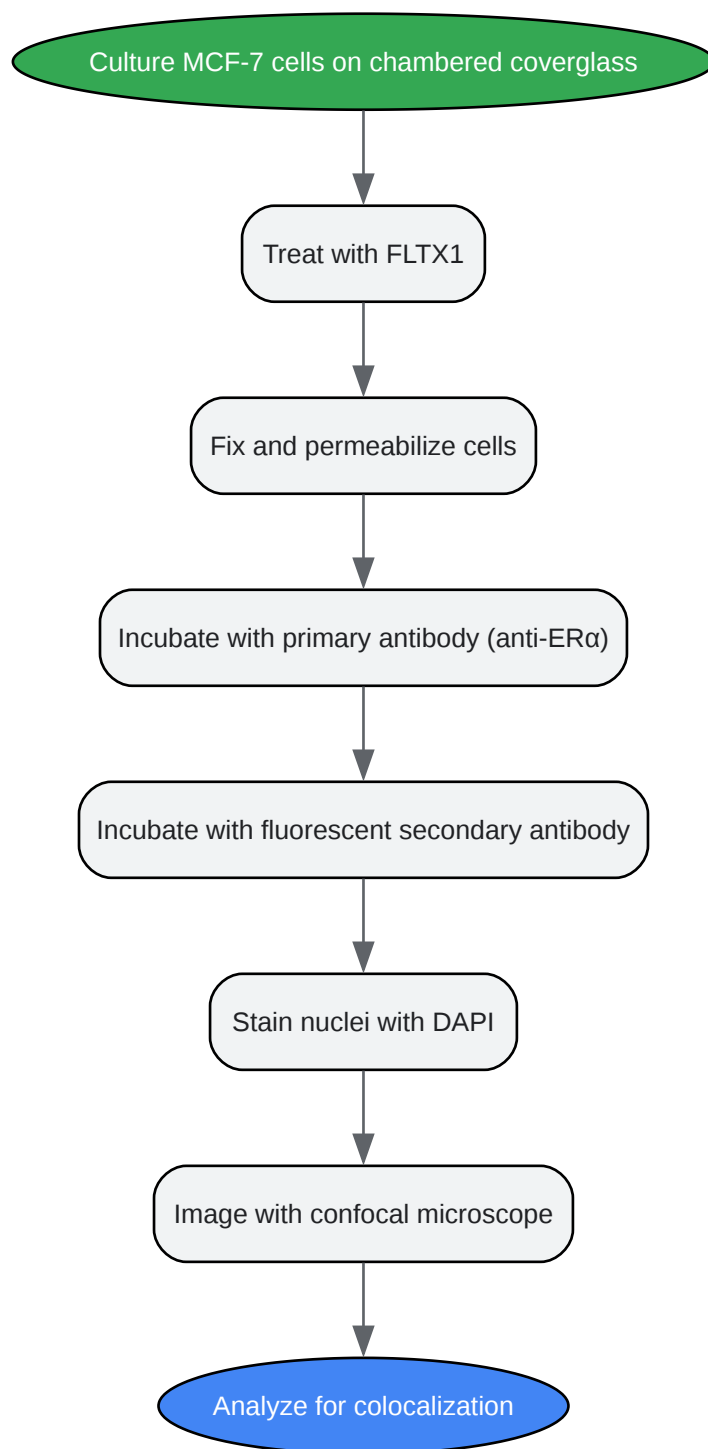 Culture MCF-7 cells on chambered coverglass
Treat with FLTX1
Fix and permeabilize cells
Incubate with primary antibody (anti-ERα)
Incubate with fluorescent secondary antibody
Stain nuclei with DAPI
Image with confocal microscope
Analyze for colocalization